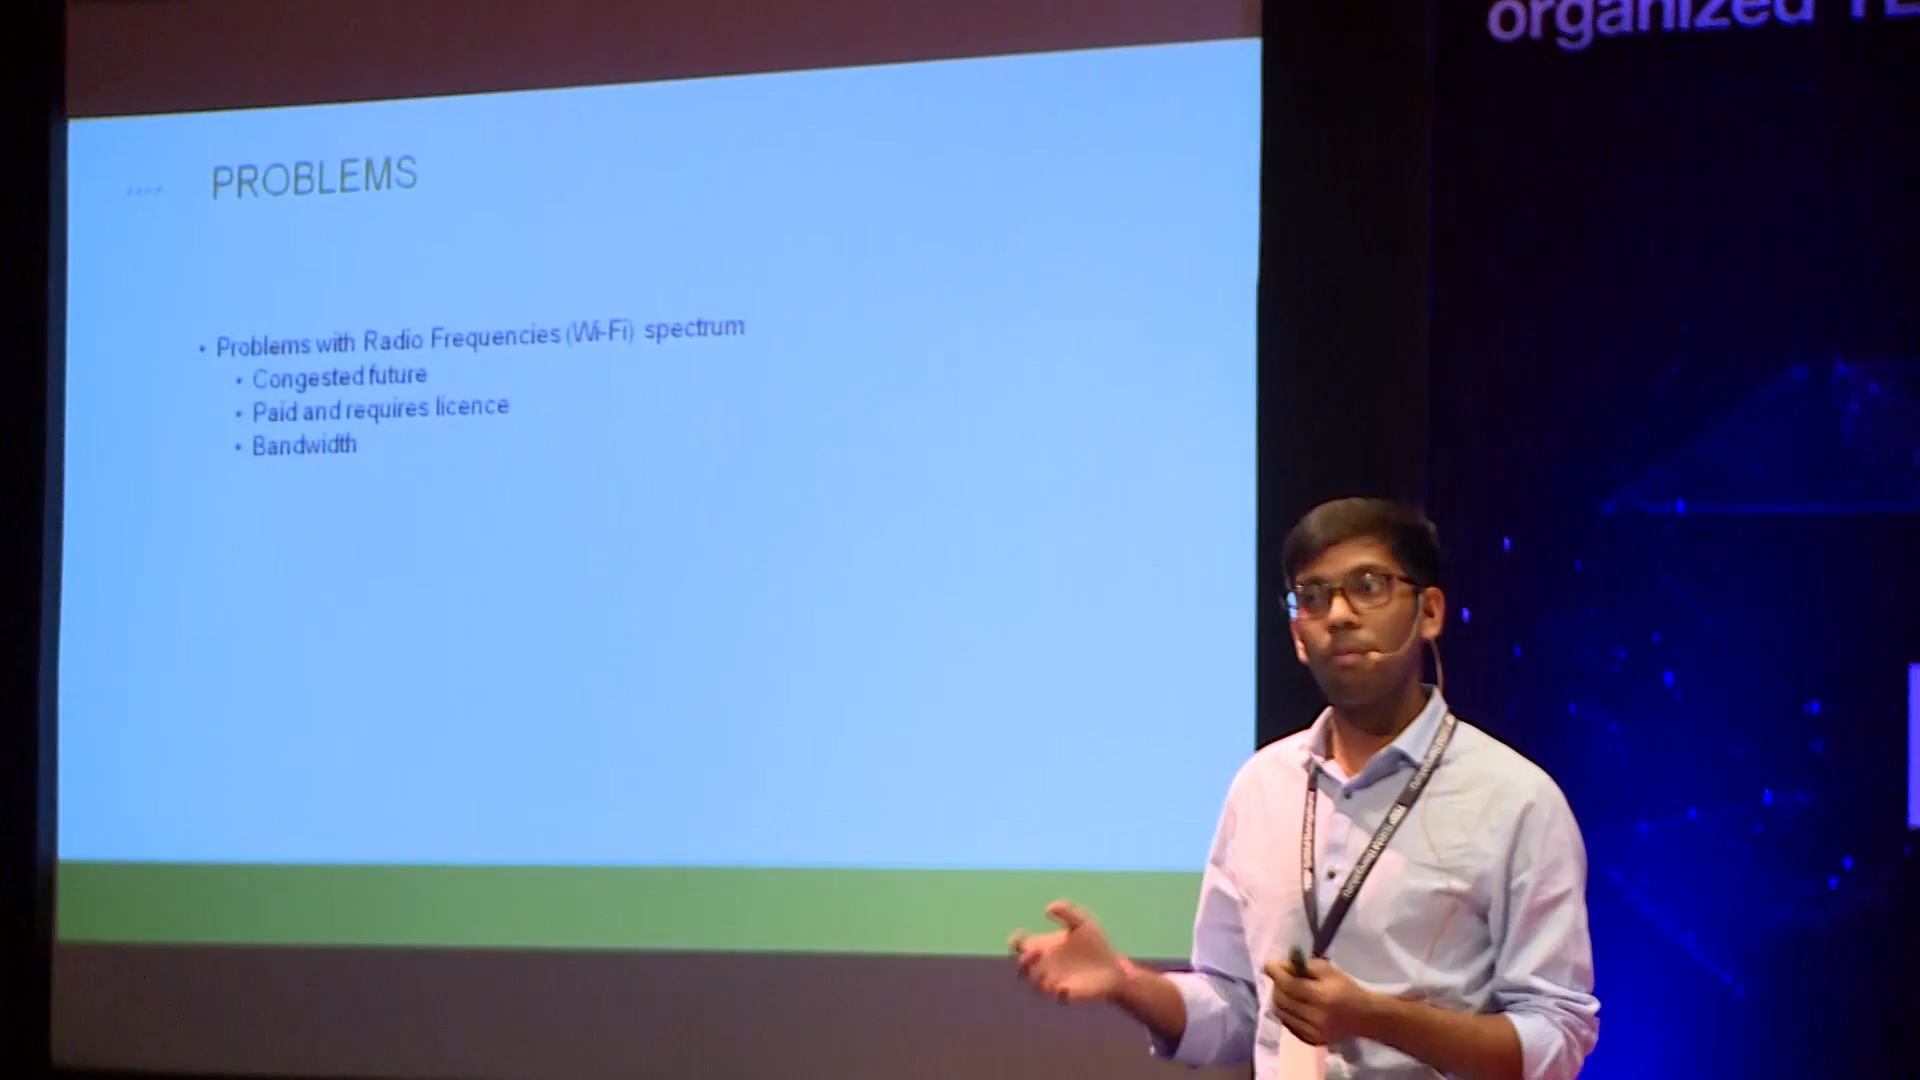 organized
PROBLEMS
• Problems with Radio Frequencies (Wi-Fi) spectrum
• Congested future
• Paid and requires licence
• Bandwidth